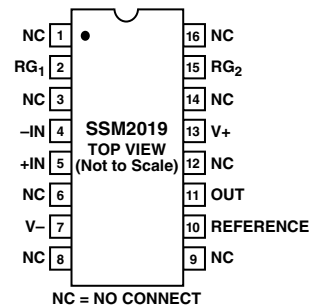 NC 1 16 NC
RG1 2 15 RG2
NC 3 14 NC
–IN 4 SSM2019 13 V+
TOP VIEW
+IN 5 (Not to Scale) 12 NC
NC 6 11 OUT
V– 7 10 REFERENCE
NC 8 9 NC
NC = NO CONNECT